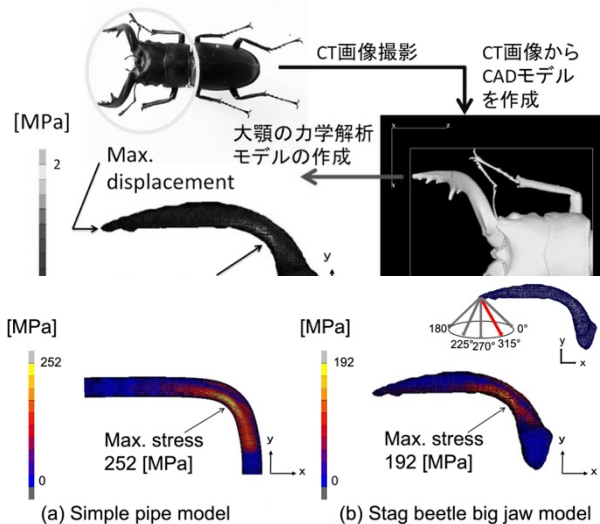 CT画像撮影
CT画像から
CADモデル
を作成
大顎の力学解析
モデルの作成
[MPa]
2
Max.
displacement
y
x
z
y
[MPa]
252
0
Max. stress
252 [MPa]
y
x
(a) Simple pipe model
[MPa]
192
0
180°
225°
270°
315°
0°
y
x
Max. stress
192 [MPa]
y
x
(b) Stag beetle big jaw model